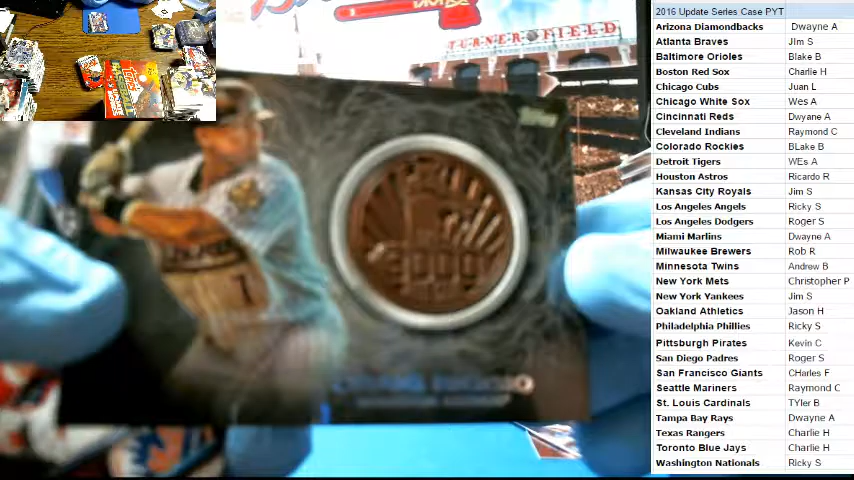 2016 Update Series Case PYT
Arizona Diamondbacks Dwayne A
Atlanta Braves JIm S
Baltimore Orioles Blake B
Boston Red Sox Charlie H
Chicago Cubs Juan L
Chicago White Sox Wes A
Cincinnati Reds Dwyane A
Cleveland Indians Raymond C
Colorado Rockies BLake B
Detroit Tigers WEs A
Houston Astros Ricardo R
Kansas City Royals Jim S
Los Angeles Angels Ricky S
Los Angeles Dodgers Roger S
Miami Marlins Dwayne A
Milwaukee Brewers Rob R
Minnesota Twins Andrew B
New York Mets Christopher P
New York Yankees Jim S
Oakland Athletics Jason H
Philadelphia Phillies Ricky S
Pittsburgh Pirates Kevin C
San Diego Padres Roger S
San Francisco Giants CHarles F
Seattle Mariners Raymond C
St. Louis Cardinals TYler B
Tampa Bay Rays Dwayne A
Texas Rangers Charlie H
Toronto Blue Jays Charlie H
Washington Nationals Ricky S
TURNER FIELD
Topps
3000